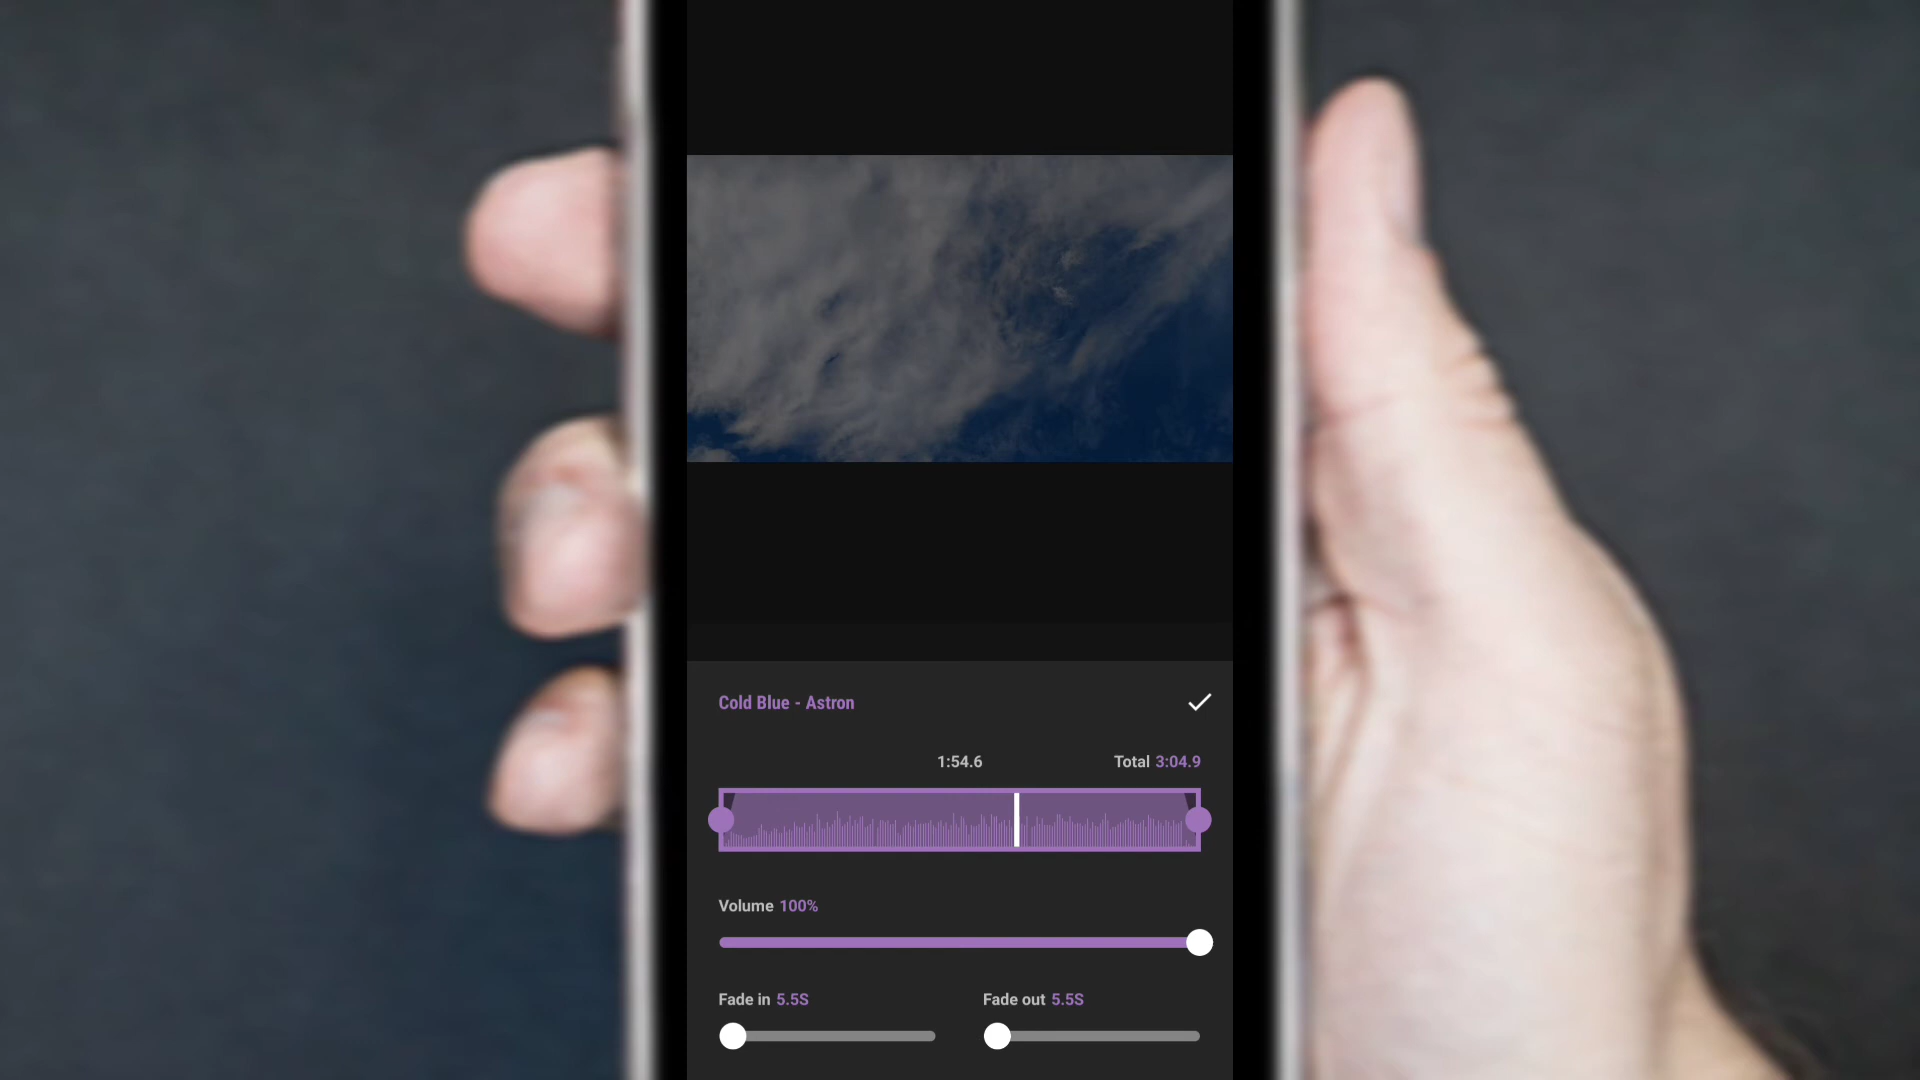 Cold Blue - Astron
1:54.6
Total 3:04.9
Volume 100%
Fade in 5.5S
Fade out 5.5S